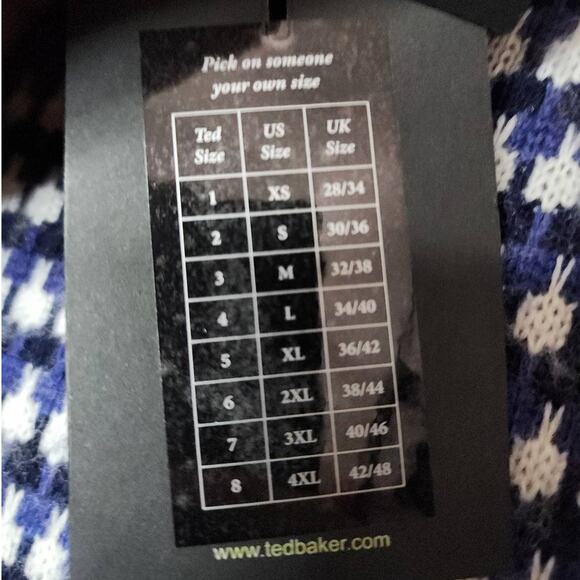 Pick on someone
your own size
Ted Size US Size UK Size
1 XS 28/34
2 S 30/36
3 M 32/38
4 L 34/40
5 XL 36/42
6 2XL 38/44
7 3XL 40/46
8 4XL 42/48
www.tedbaker.com